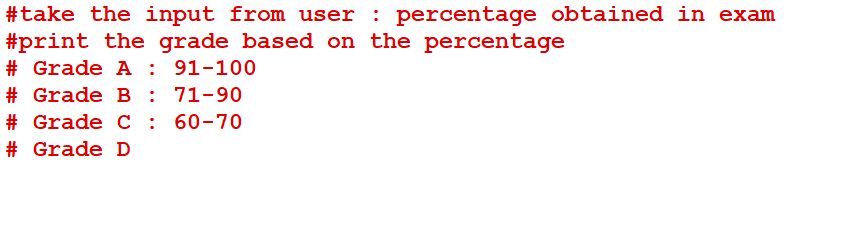 #take the input from user : percentage obtained in exam
#print the grade based on the percentage
# Grade A : 91-100
# Grade B : 71-90
# Grade C : 60-70
# Grade D